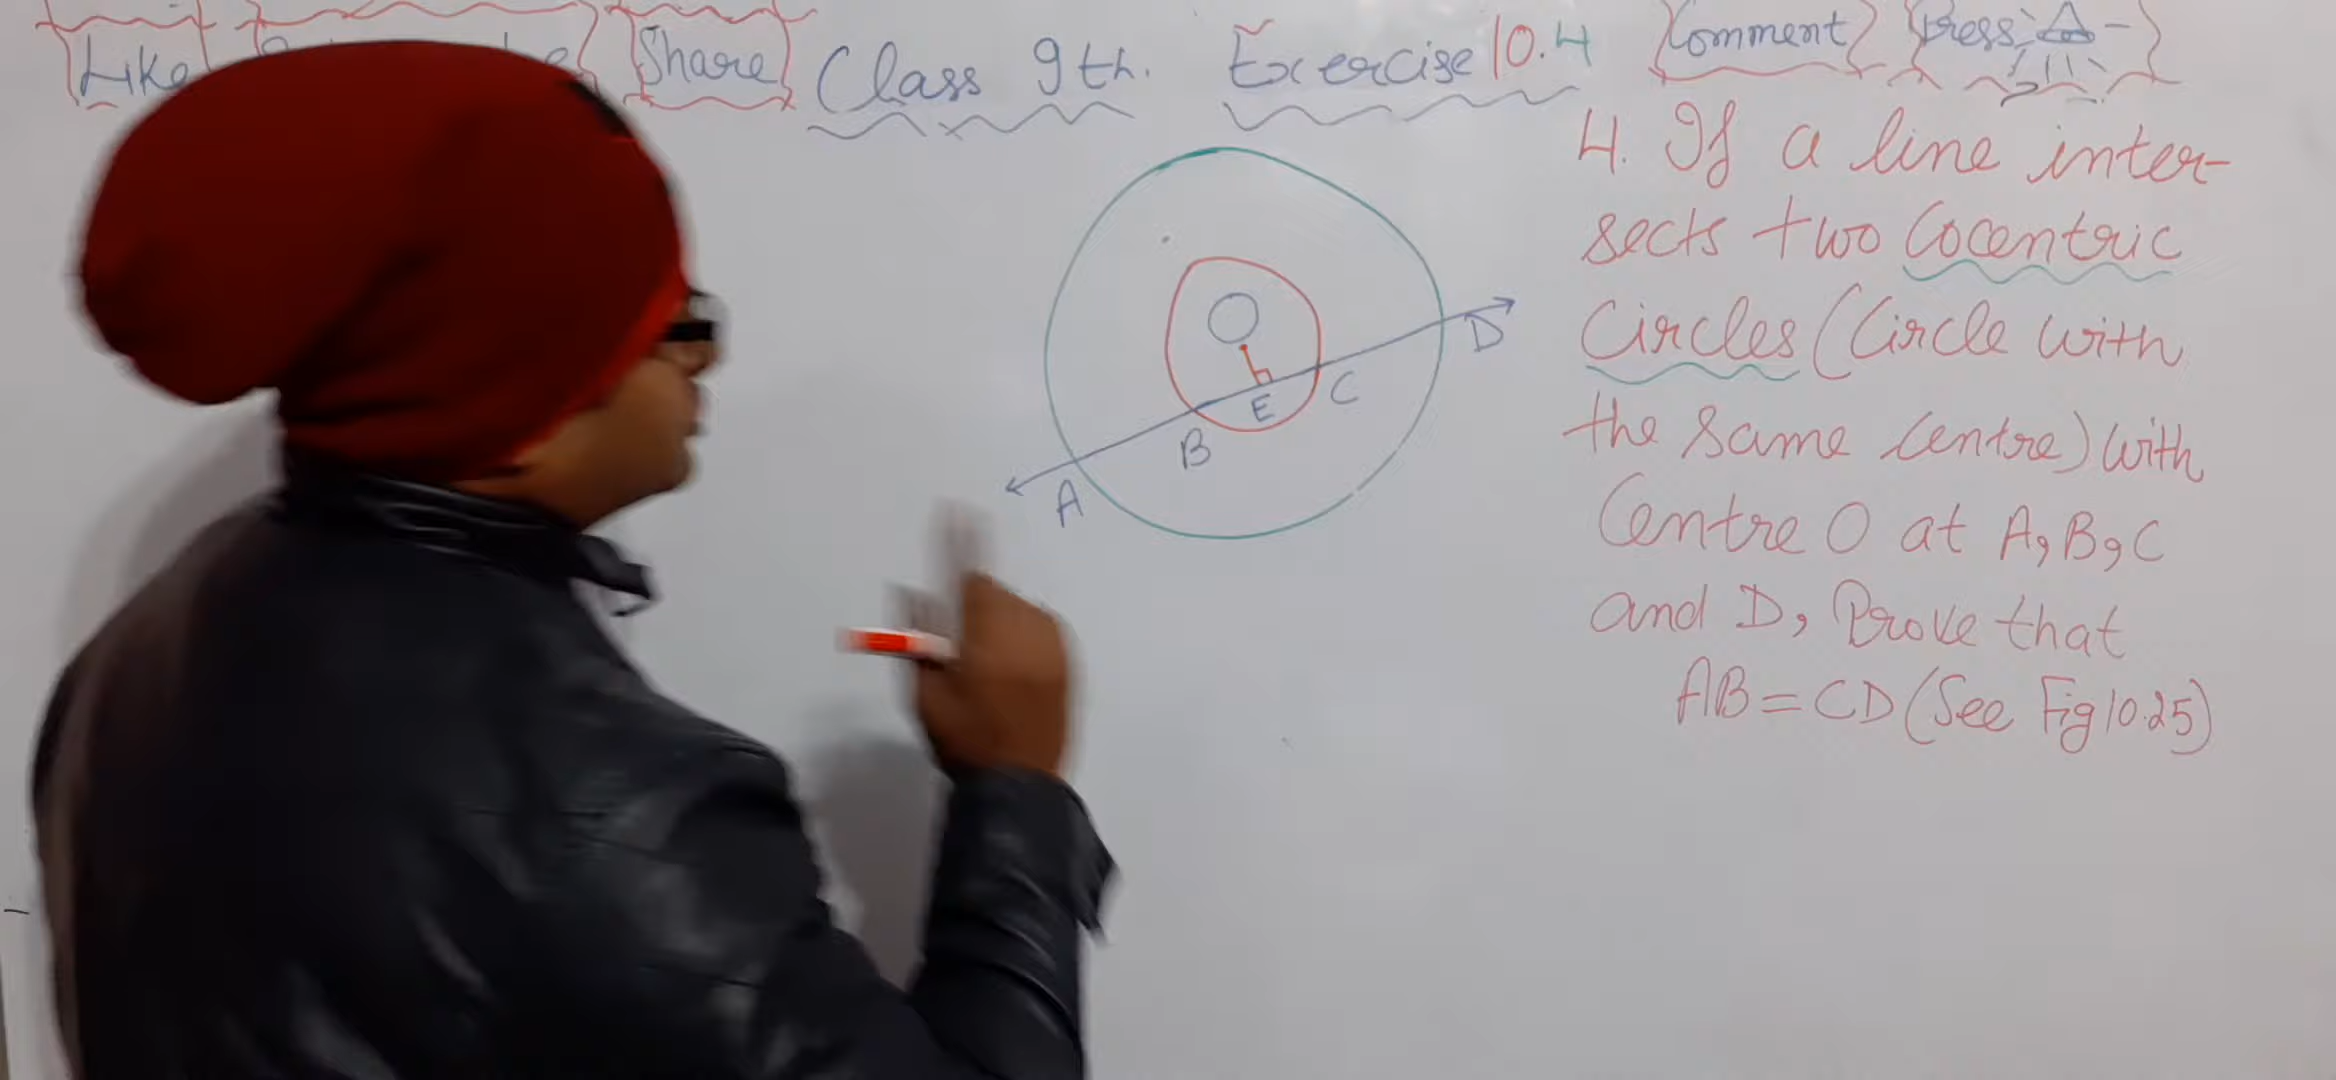 Like Share Class 9th. Exercise 10.4 Comment Press
4. If a line inter-
sects two Cocentric
Circles (Circle with
the same centre) with
Centre O at A, B, C
and D, Prove that
AB = CD (See Fig 10.25)
O
D
C
E
B
A